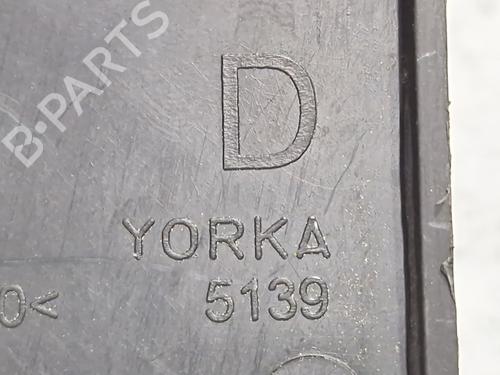 B-PARTS
D
YORKA
0< 5139